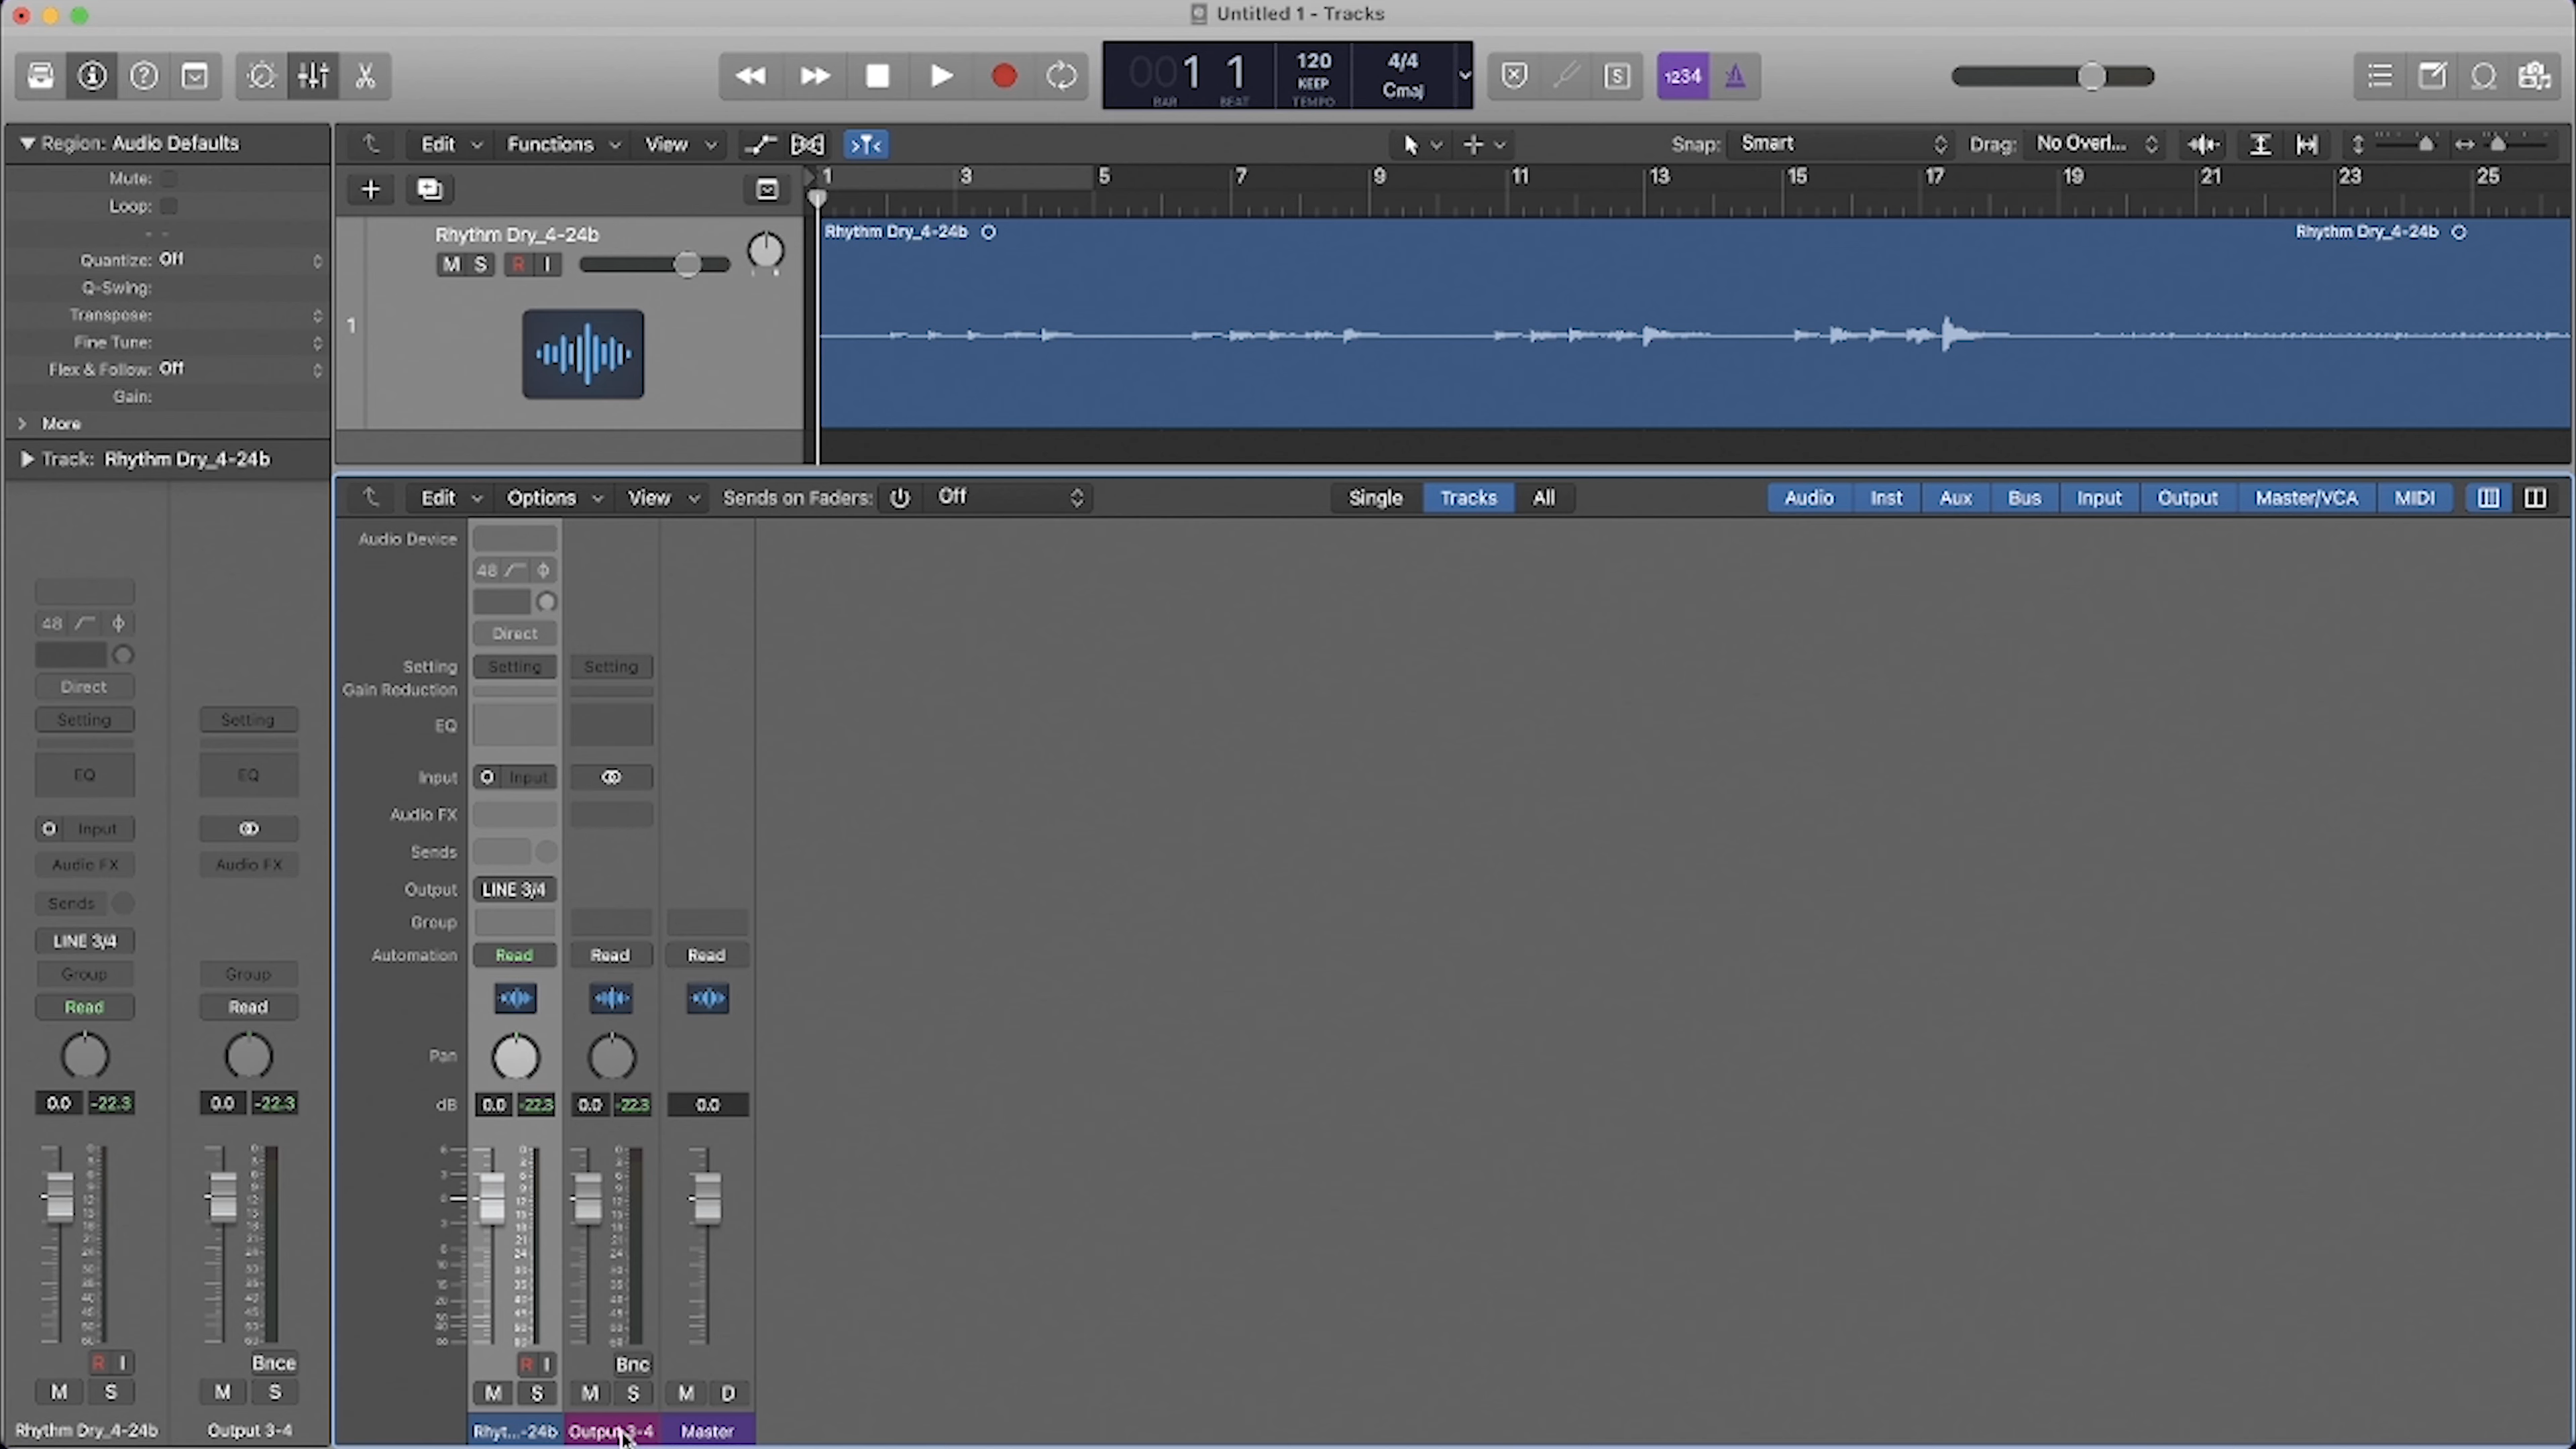 Untitled 1 - Tracks
001 1
BAR BEAT
120
KEEP
TEMPO
4/4
Cmaj
S
1234
Region: Audio Defaults
Mute:
Loop:
- -
Quantize: Off
Q-Swing:
Transpose:
Fine Tune:
Flex & Follow: Off
Gain:
More
Track: Rhythm Dry_4-24b
Edit Functions View
Snap: Smart Drag: No Overl...
1 3 5 7 9 11 13 15 17 19 21 23 25
1
Rhythm Dry_4-24b
M S R I
Rhythm Dry_4-24b
Rhythm Dry_4-24b
Edit Options View Sends on Faders: Off
Single Tracks All
Audio Inst Aux Bus Input Output Master/VCA MIDI
48
Direct
Setting Setting
EQ EQ
Input
Audio FX Audio FX
Sends
LINE 3/4
Group Group
Read Read
0.0 -22.3 0.0 -22.3
R I Bnce
M S M S
Rhythm Dry_4-24b Output 3-4
Audio Device
48
Direct
Setting Setting Setting
Gain Reduction
EQ
Input Input
Audio FX
Sends
Output LINE 3/4
Group
Automation Read Read Read
Pan
dB 0.0 -22.3 0.0 -22.3 0.0
R I Bnc
M S M S M D
Rhyt...-24b Output 3-4 Master